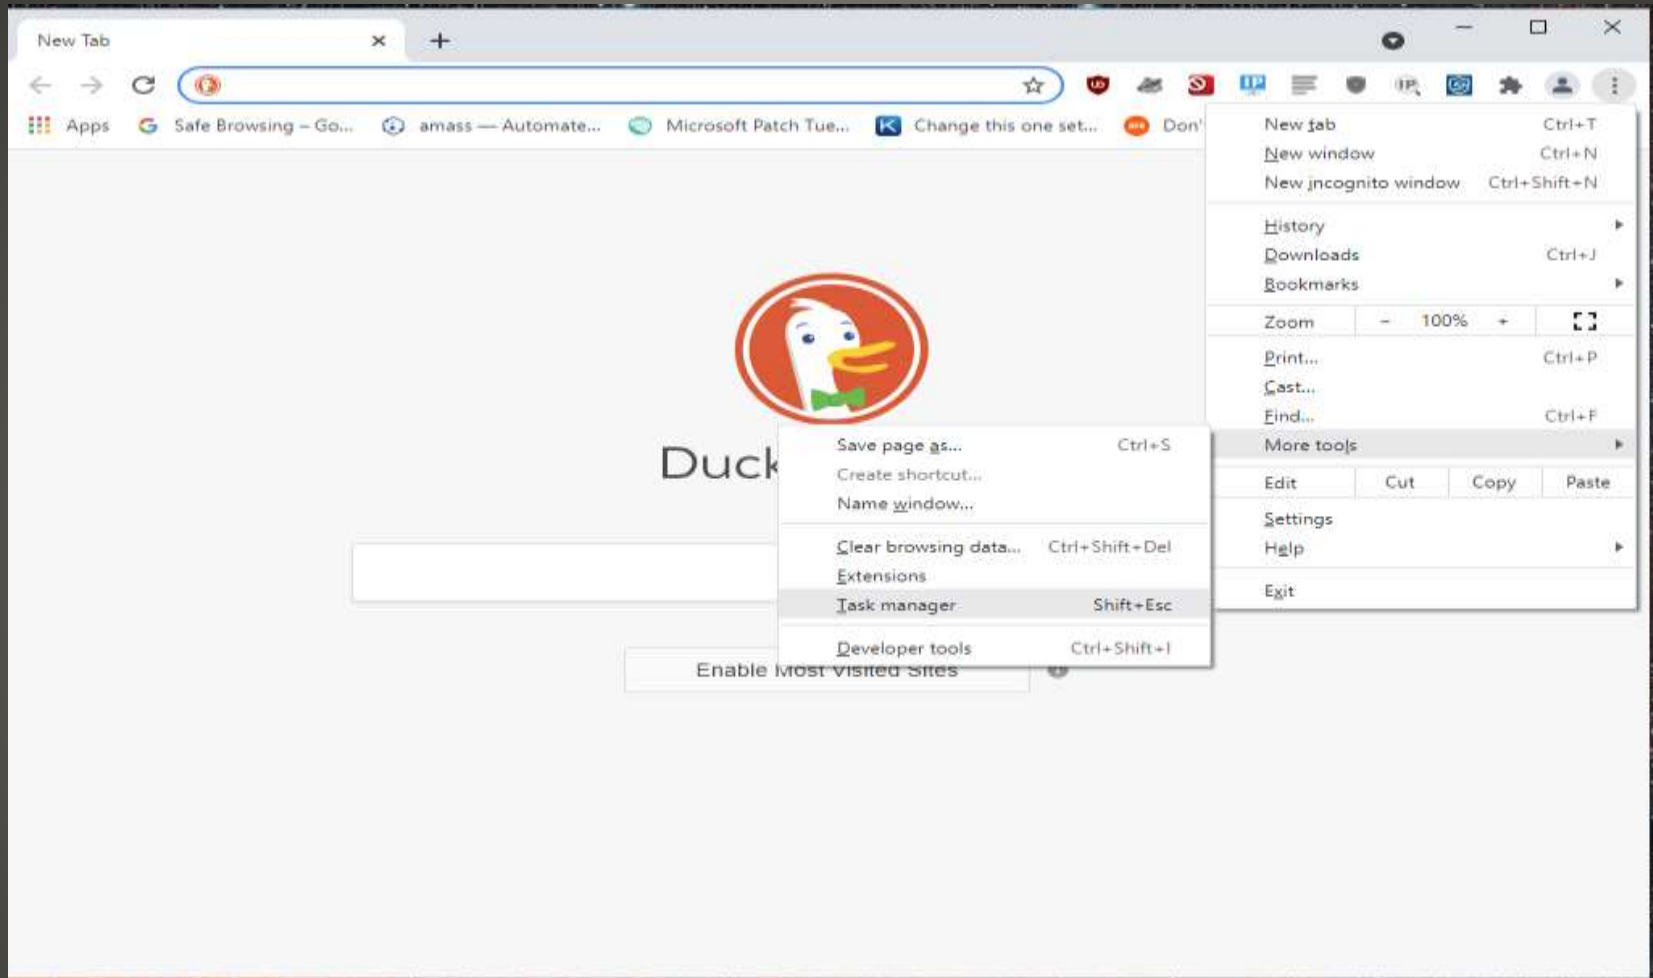 New Tab
Apps Safe Browsing – Go... amass — Automate... Microsoft Patch Tue... Change this one set... Don'
New tab Ctrl+T
New window Ctrl+N
New incognito window Ctrl+Shift+N
History
Downloads Ctrl+J
Bookmarks
Zoom - 100% +
Print... Ctrl+P
Cast...
Find... Ctrl+F
More tools
Edit Cut Copy Paste
Settings
Help
Exit
Duck
Save page as... Ctrl+S
Create shortcut...
Name window...
Clear browsing data... Ctrl+Shift+Del
Extensions
Task manager Shift+Esc
Developer tools Ctrl+Shift+I
Enable Most Visited Sites